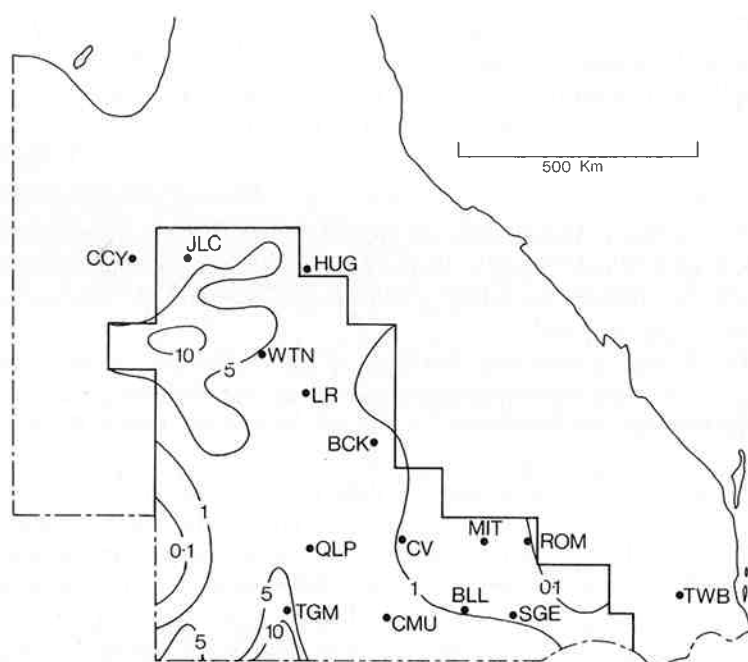 500 Km
CCY JLC
HUG
10
WTN
5
LR
BCK
1
0·1
QLP
CV
MIT
ROM
5
10
TGM
5
CMU
1
BLL
SGE
0·1
TWB